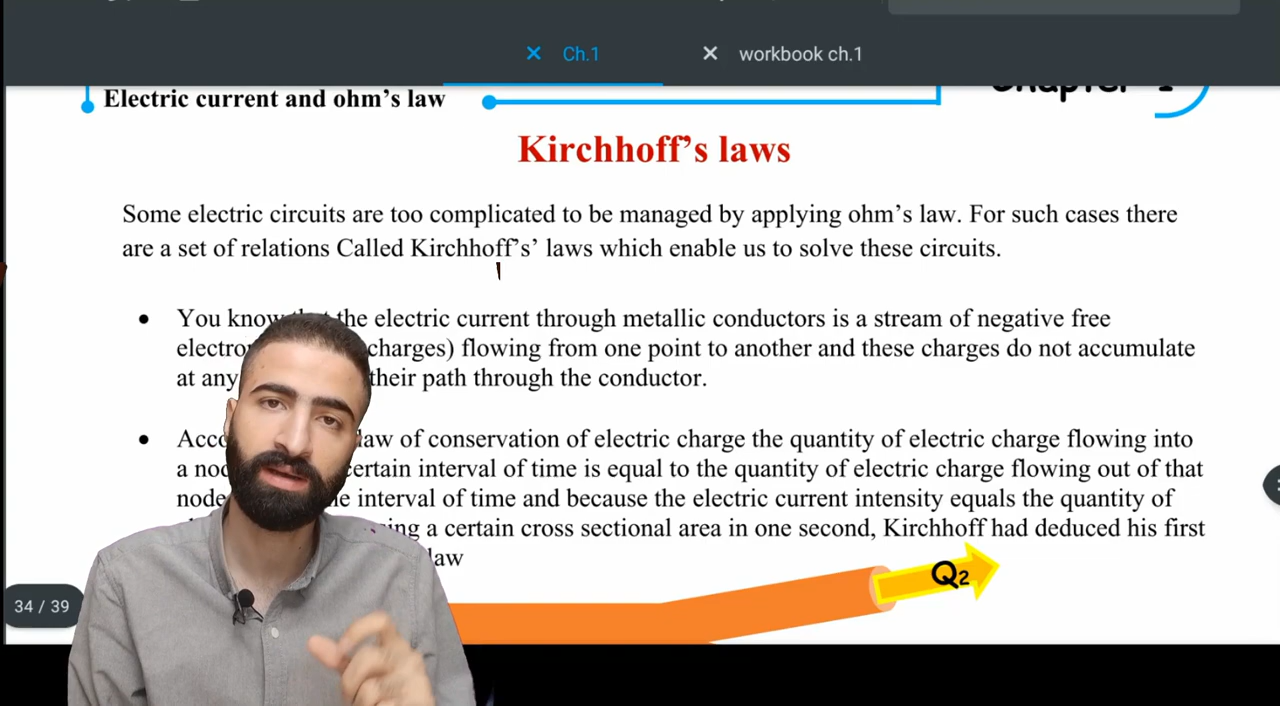 Ch.1
workbook ch.1
Electric current and ohm's law
Chapter 1
Kirchhoff's laws
Some electric circuits are too complicated to be managed by applying ohm's law. For such cases there
are a set of relations Called Kirchhoff's' laws which enable us to solve these circuits.
• You know the electric current through metallic conductors is a stream of negative free
charges) flowing from one point to another and these charges do not accumulate
at any their path through the conductor.
• law of conservation of electric charge the quantity of electric charge flowing into
a certain interval of time is equal to the quantity of electric charge flowing out of that
node interval of time and because the electric current intensity equals the quantity of
a certain cross sectional area in one second, Kirchhoff had deduced his first
law
Q2
34 / 39